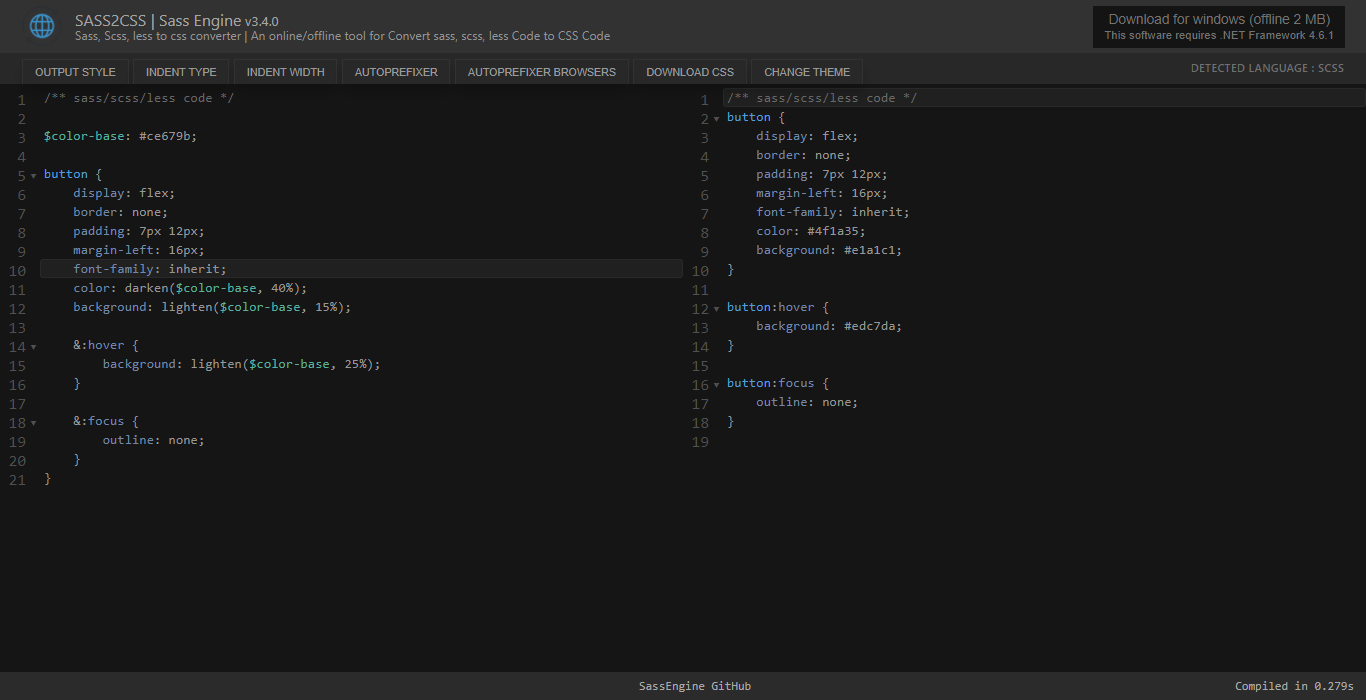 SASS2CSS | Sass Engine v3.4.0
Sass, Scss, less to css converter | An online/offline tool for Convert sass, scss, less Code to CSS Code
Download for windows (offline 2 MB)
This software requires .NET Framework 4.6.1
OUTPUT STYLE
INDENT TYPE
INDENT WIDTH
AUTOPREFIXER
AUTOPREFIXER BROWSERS
DOWNLOAD CSS
CHANGE THEME
DETECTED LANGUAGE : SCSS
1 /** sass/scss/less code */
2
3 $color-base: #ce679b;
4
5 button {
6     display: flex;
7     border: none;
8     padding: 7px 12px;
9     margin-left: 16px;
10     font-family: inherit;
11     color: darken($color-base, 40%);
12     background: lighten($color-base, 15%);
13
14     &:hover {
15         background: lighten($color-base, 25%);
16     }
17
18     &:focus {
19         outline: none;
20     }
21 }
1 /** sass/scss/less code */
2 button {
3     display: flex;
4     border: none;
5     padding: 7px 12px;
6     margin-left: 16px;
7     font-family: inherit;
8     color: #4f1a35;
9     background: #e1a1c1;
10 }
11
12 button:hover {
13     background: #edc7da;
14 }
15
16 button:focus {
17     outline: none;
18 }
19
SassEngine GitHub
Compiled in 0.279s